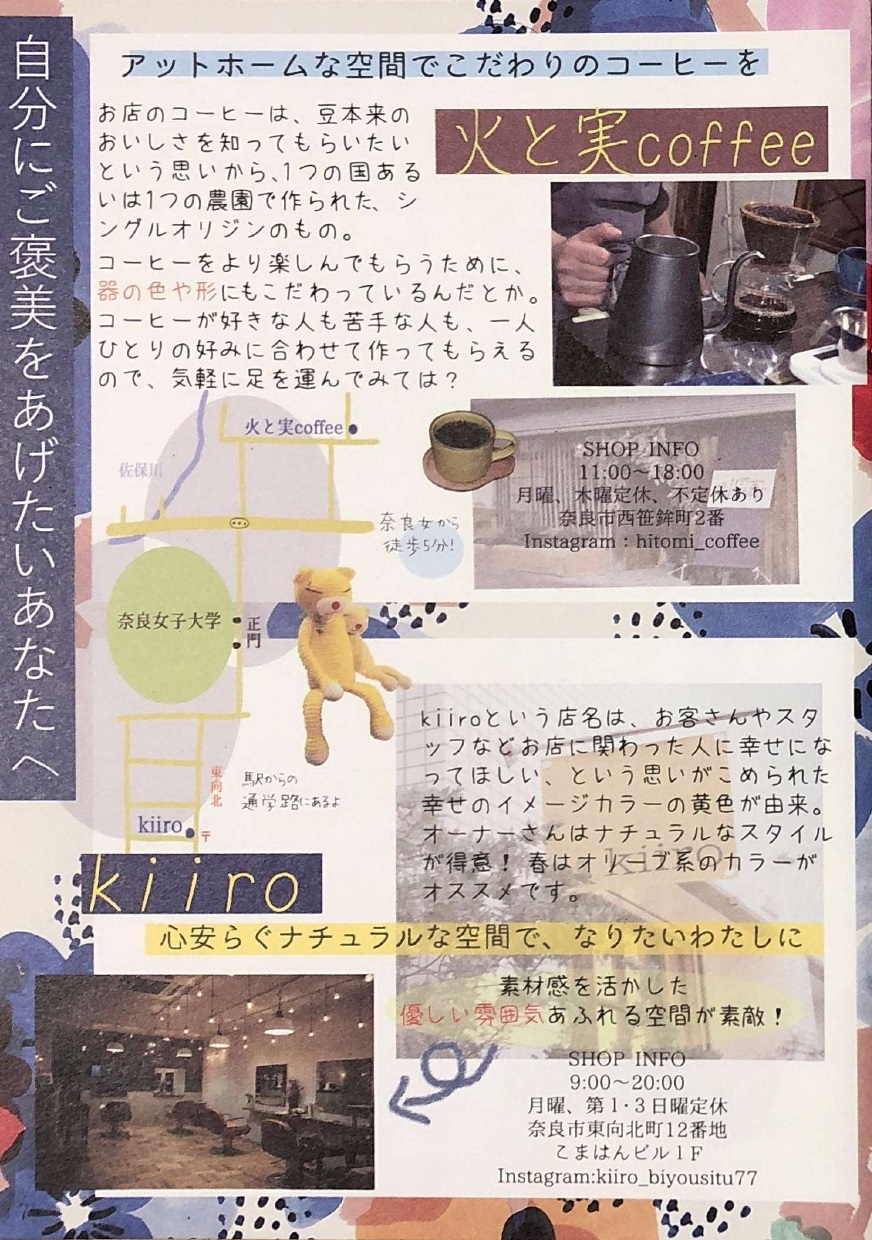 自分にご褒美をあげたいあなたへ
アットホームな空間でこだわりのコーヒーを
火と実coffee
お店のコーヒーは、豆本来の
おいしさを知ってもらいたい
という思いから、1つの国ある
いは1つの農園で作られた、シ
ングルオリジンのもの。
コーヒーをより楽しんでもらうために、
器の色や形にもこだわっているんだとか。
コーヒーが好きな人も苦手な人も、一人
ひとりの好みに合わせて作ってもらえる
ので、気軽に足を運んでみては?
火と実coffee
佐保川
奈良女から
徒歩5分!
SHOP INFO
11:00〜18:00
月曜、木曜定休、不定休あり
奈良市西笹鉾町2番
Instagram:hitomi_coffee
奈良女子大学
正門
東向北
駅からの
通学路にあるよ
kiiro
〒
kiiroという店名は、お客さんやスタ
ッフなどお店に関わった人に幸せにな
ってほしい、という思いがこめられた
幸せのイメージカラーの黄色が由来。
オーナーさんはナチュラルなスタイル
が得意! 春はオリーブ系のカラーが
オススメです。
kiiro
kiiro
心安らぐナチュラルな空間で、なりたいわたしに
素材感を活かした
優しい雰囲気あふれる空間が素敵!
SHOP INFO
9:00〜20:00
月曜、第1・3日曜定休
奈良市東向北町12番地
こまはんビル1F
Instagram:kiiro_biyousitu77
7